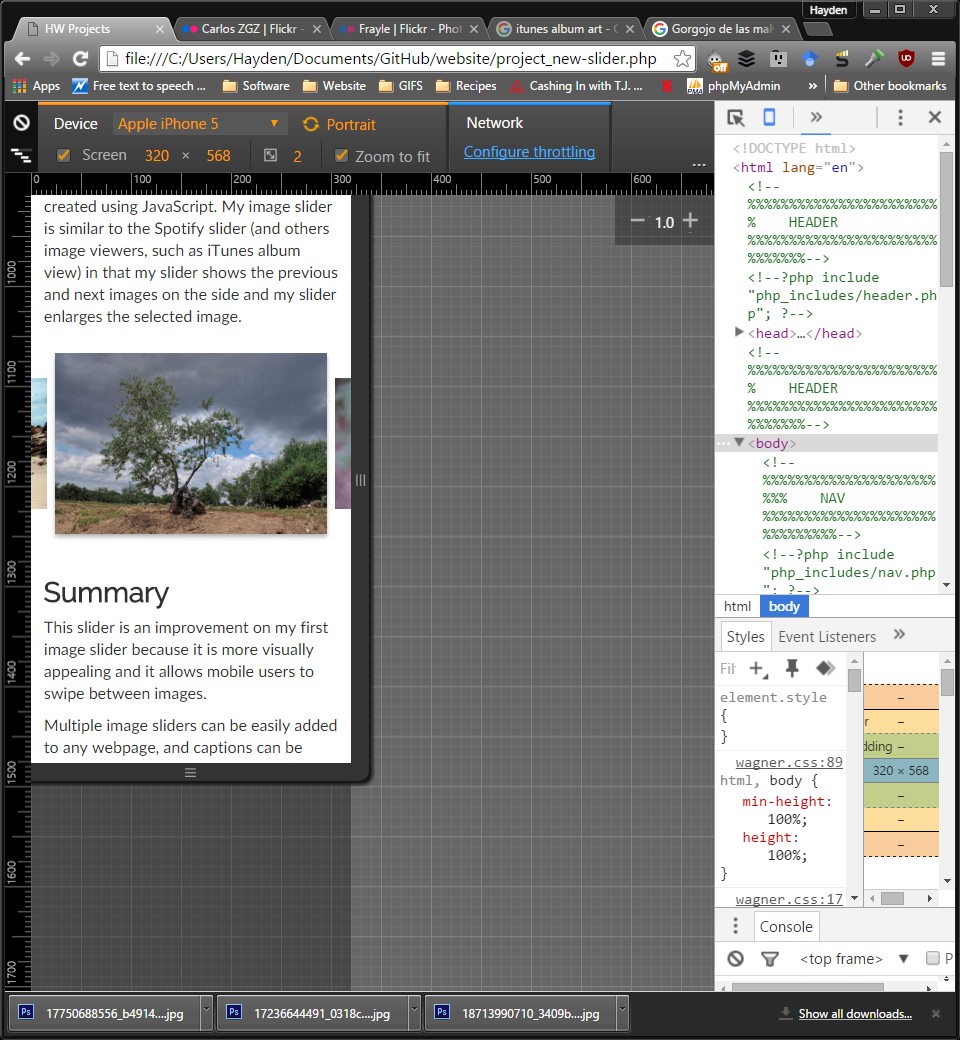 Hayden
HW Projects
Carlos ZGZ | Flickr -
Frayle | Flickr - Phot
itunes album art - G
Gorgojo de las mal
file:///C:/Users/Hayden/Documents/GitHub/website/project_new-slider.php
off
Apps
Free text to speech ...
Software
Website
GIFS
Recipes
Cashing In with T.J. ...
phpMyAdmin
»
Other bookmarks
Device
Apple iPhone 5
Portrait
Network
Screen
320 × 568
2
Zoom to fit
Configure throttling
...
»
0 100 200 300 400 500 600
1000
1100
1200
1300
1400
1500
1600
1700
1.0
created using JavaScript. My image slider
is similar to the Spotify slider (and others
image viewers, such as iTunes album
view) in that my slider shows the previous
and next images on the side and my slider
enlarges the selected image.
Summary
This slider is an improvement on my first
image slider because it is more visually
appealing and it allows mobile users to
swipe between images.
Multiple image sliders can be easily added
to any webpage, and captions can be
<!DOCTYPE html>
<html lang="en">
<!--
%%%%%%%%%%%%%%%%%%%%%%%
%    HEADER
%%%%%%%%%%%%%%%%%%%%%%%
%%%%%%%-->
<!--?php include
"php_includes/header.ph
p"; ?-->
<head>…</head>
<!--
%%%%%%%%%%%%%%%%%%%%%%%
%    HEADER
%%%%%%%%%%%%%%%%%%%%%%%
%%%%%%%-->
<body>
<!--
%%%%%%%%%%%%%%%%%%%%%
%%%    NAV
%%%%%%%%%%%%%%%%%%%%%
%%%%%%%%%-->
<!--?php include
"php_includes/nav.php
"; ?-->
html body
Styles Event Listeners »
Fil
element.style
{
}
wagner.css:89
html, body {
min-height:
100%;
height:
100%;
}
wagner.css:17
–
r –
dding –
320 × 568
–
–
–
Console
<top frame>
P
Ps 17750688556_b4914....jpg
Ps 17236644491_0318c....jpg
Ps 18713990710_3409b....jpg
Show all downloads...